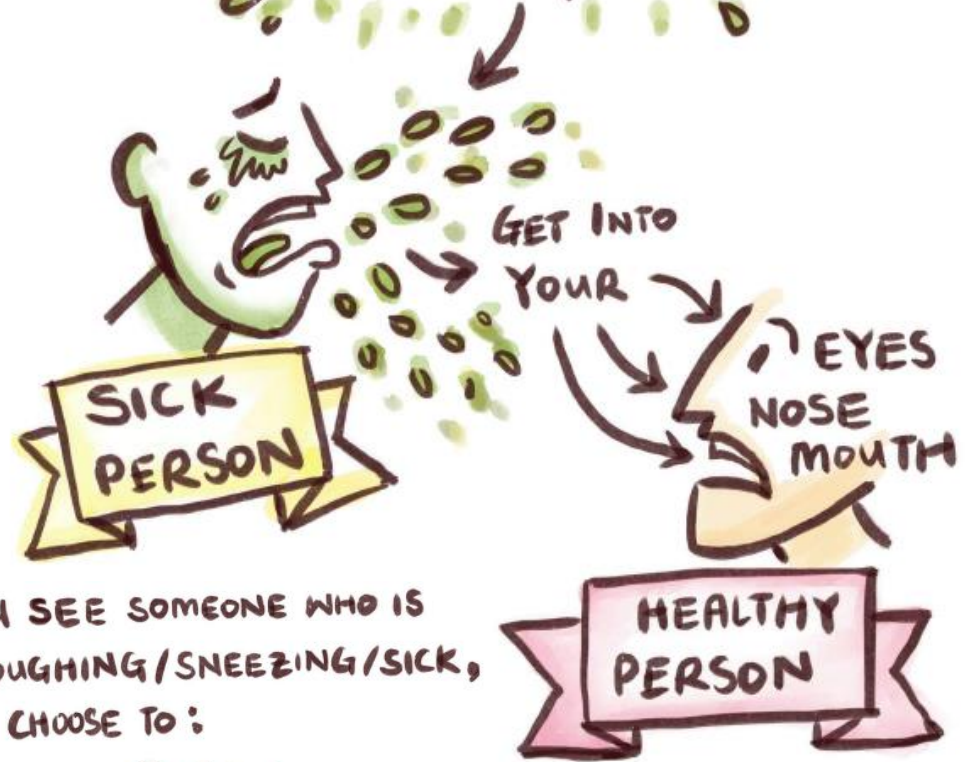 GET INTO
YOUR
EYES
NOSE
MOUTH
SICK
PERSON
SEE SOMEONE WHO IS
/SNEEZING/SICK,
CHOOSE TO:
HEALTHY
PERSON